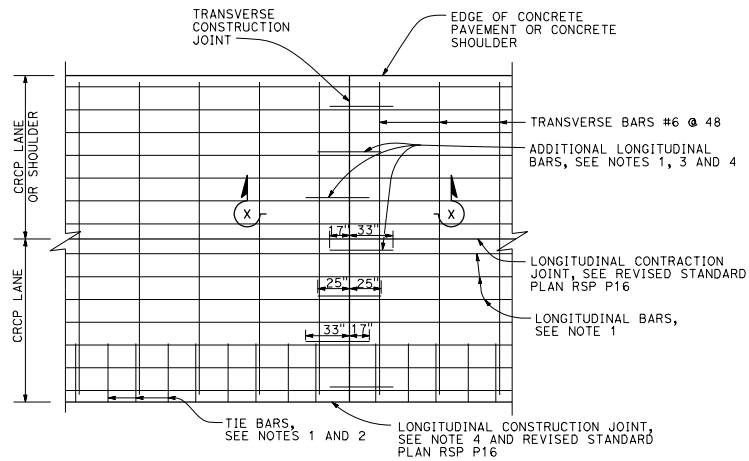 TRANSVERSE
CONSTRUCTION
JOINT
EDGE OF CONCRETE
PAVEMENT OR CONCRETE
SHOULDER
TRANSVERSE BARS #6 @ 48
ADDITIONAL LONGITUDINAL
BARS, SEE NOTES 1, 3 AND 4
CRCP LANE
OR SHOULDER
X
X
17" 33"
LONGITUDINAL CONTRACTION
JOINT, SEE REVISED STANDARD
PLAN RSP P16
CRCP LANE
25" 25"
LONGITUDINAL BARS,
SEE NOTE 1
33" 17"
TIE BARS,
SEE NOTES 1 AND 2
LONGITUDINAL CONSTRUCTION JOINT,
SEE NOTE 4 AND REVISED STANDARD
PLAN RSP P16